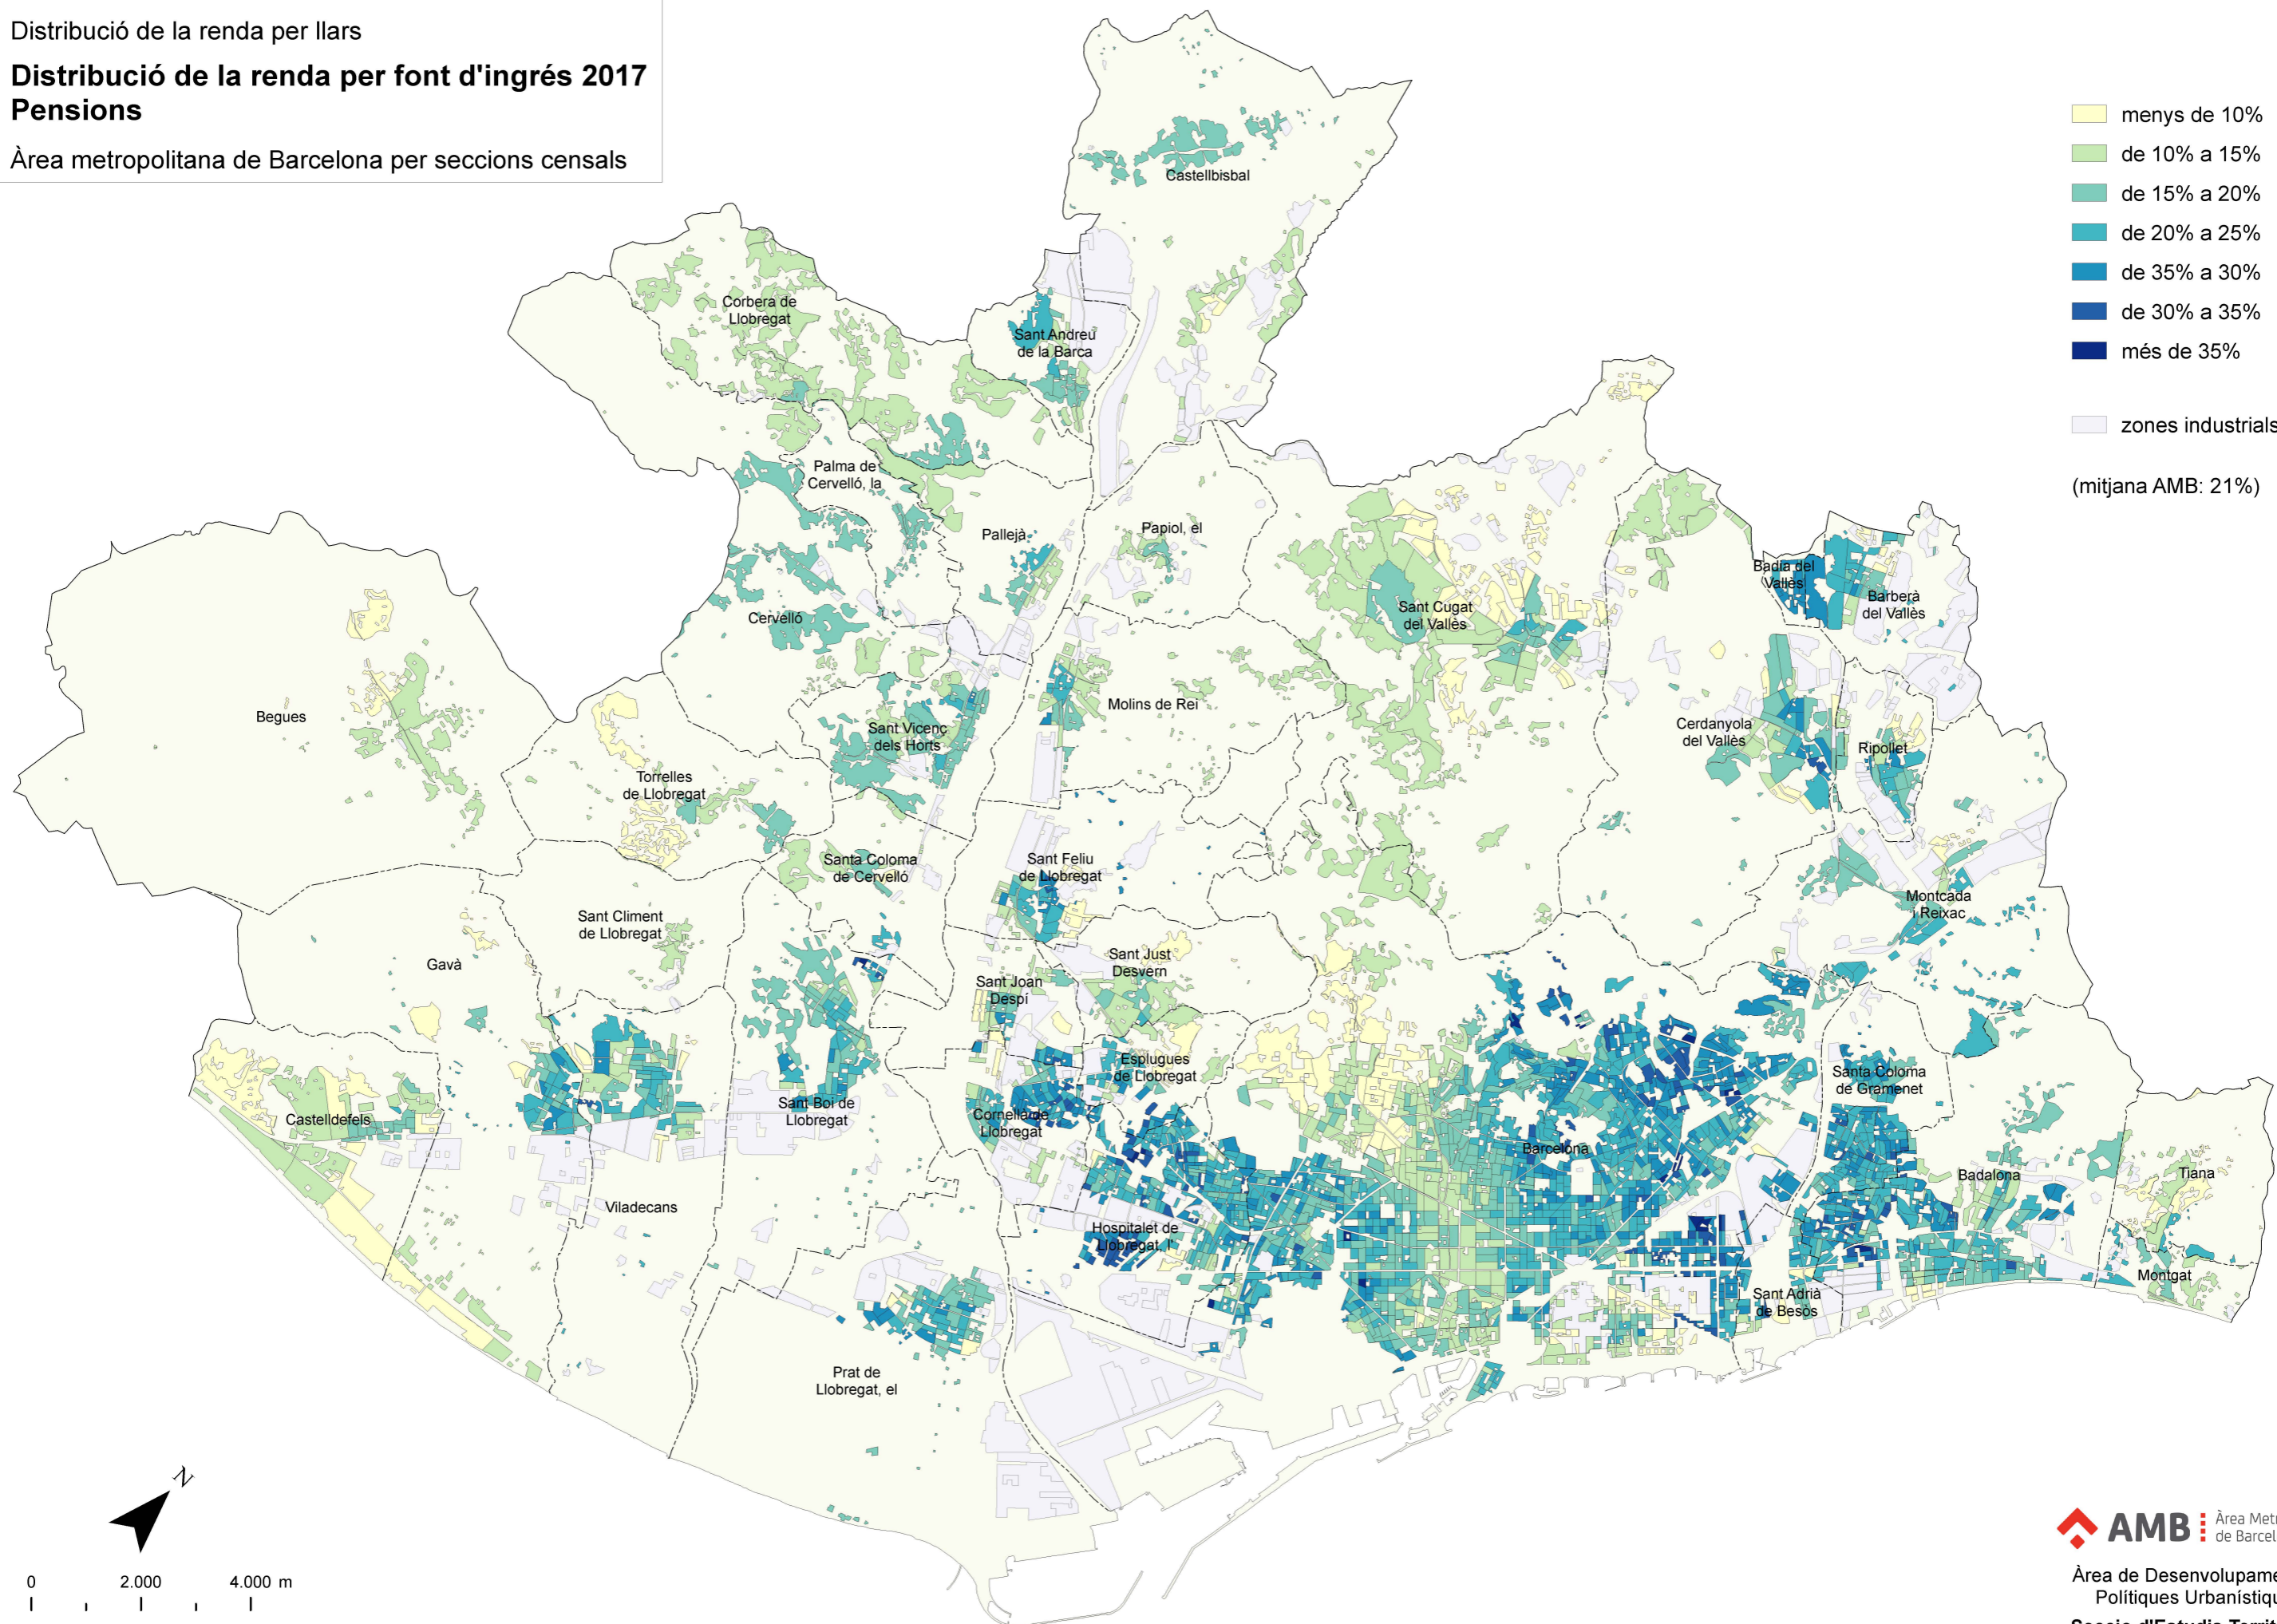 Distribució de la renda per llars
Distribució de la renda per font d'ingrés 2017
Pensions
Àrea metropolitana de Barcelona per seccions censals
menys de 10%
de 10% a 15%
de 15% a 20%
de 20% a 25%
de 35% a 30%
de 30% a 35%
més de 35%
zones industrials
(mitjana AMB: 21%)
Castellbisbal
Corbera de
Llobregat
Sant Andreu
de la Barca
Palma de
Cervelló, la
Pallejà
Papiol, el
Badia del
Vallès
Barberà
del Vallès
Sant Cugat
del Vallès
Cervelló
Begues
Molins de Rei
Sant Vicenç
dels Horts
Cerdanyola
del Vallès
Ripollet
Torrelles
de Llobregat
Santa Coloma
de Cervelló
Sant Feliu
de Llobregat
Montcada
i Reixac
Sant Climent
de Llobregat
Gavà
Sant Just
Desvern
Sant Joan
Despí
Esplugues
de Llobregat
Santa Coloma
de Gramenet
Castelldefels
Sant Boi de
Llobregat
Cornellà de
Llobregat
Barcelona
Badalona
Tiana
Viladecans
Hospitalet de
Llobregat, l'
Montgat
Sant Adrià
de Besòs
Prat de
Llobregat, el
N
0 2.000 4.000 m
AMB
Àrea
de
Àrea de
Polítiques
d'Estudis